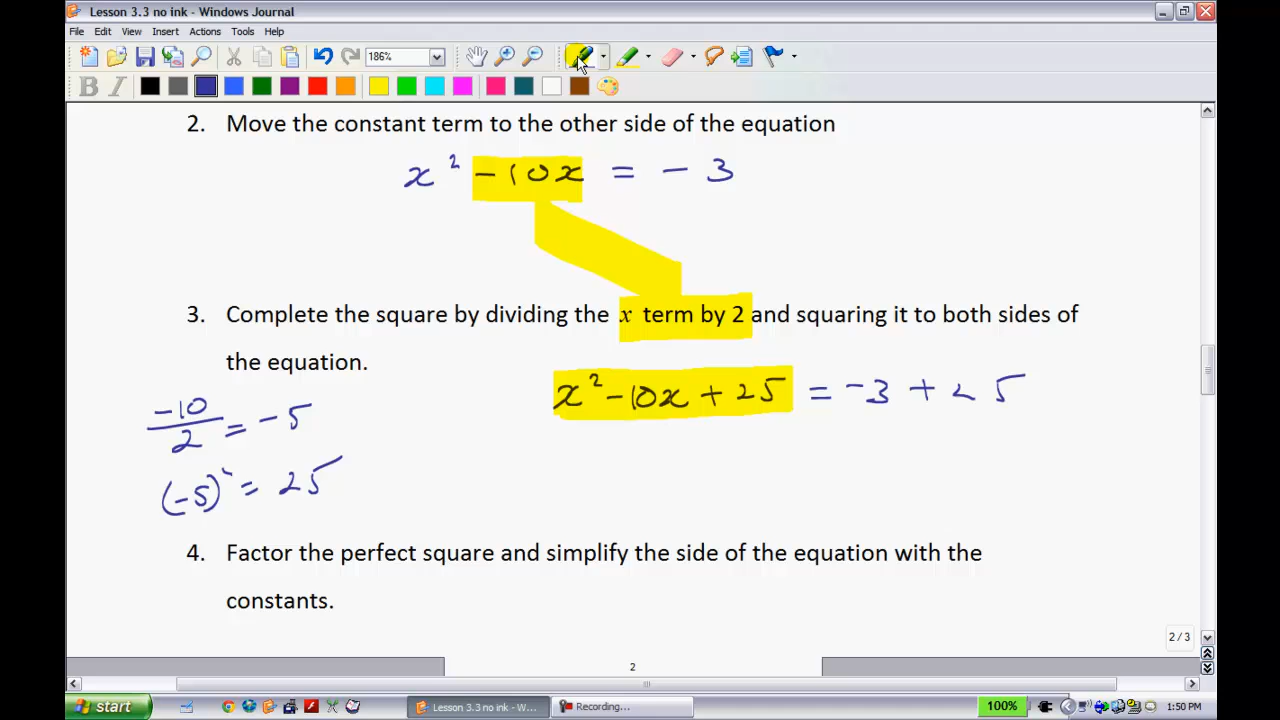 Lesson 3.3 no ink - Windows Journal
File Edit View Insert Actions Tools Help
186%
B I
2. Move the constant term to the other side of the equation
x² -10x = -3
3. Complete the square by dividing the x term by 2 and squaring it to both sides of
the equation.
x² -10x + 25 = -3 + 25
-10/2 = -5
(-5)² = 25
4. Factor the perfect square and simplify the side of the equation with the
constants.
2 / 3
2
start Lesson 3.3 no ink - W... Recording... 100% 1:50 PM